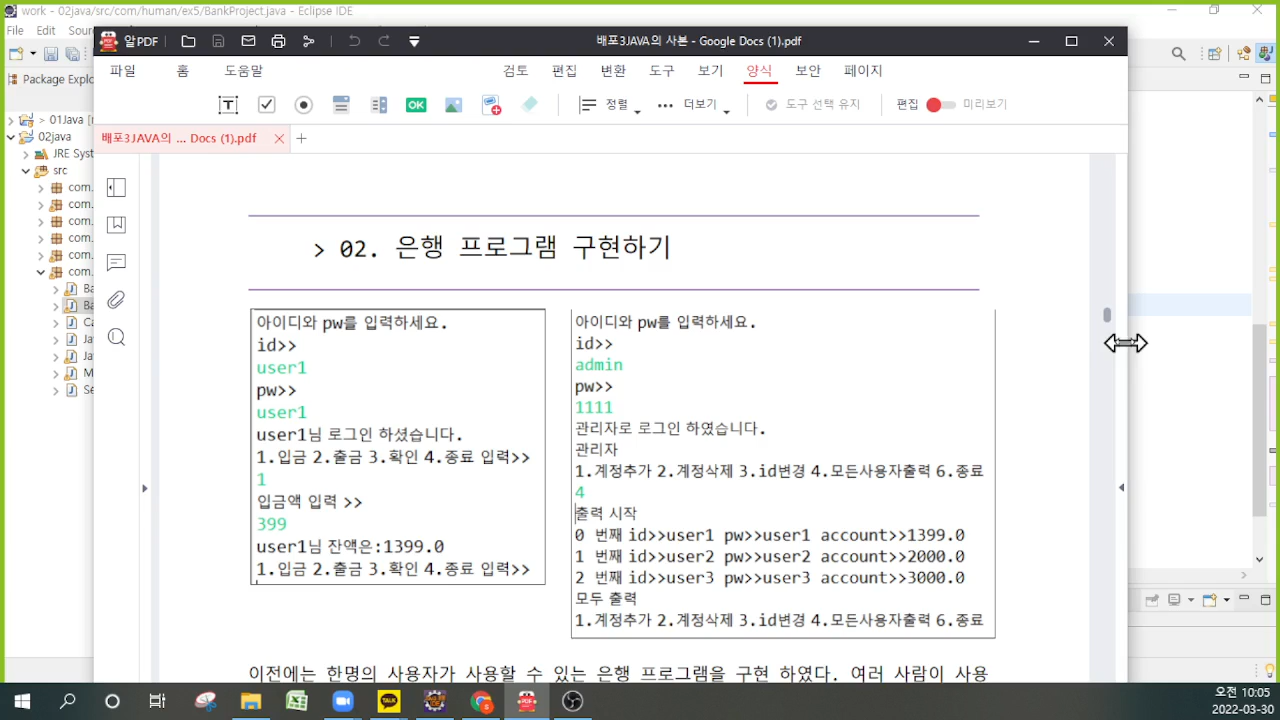 work - 02java/src/com/human/ex5/BankProject.java - Eclipse IDE
File Edit Sour
Package Explo
01Java
02java
JRE Syst
src
com.
com.
com.
com.
com.
com.
Ba
Ba
Ca
Ja
Ja
M
Se
알PDF
배포3JAVA의 사본 - Google Docs (1).pdf
파일 홈 도움말 검토 편집 변환 도구 보기 양식 보안 페이지
T OK 정렬 더보기 도구 선택 유지 편집 미리보기
배포3JAVA의 ... Docs (1).pdf
> 02. 은행 프로그램 구현하기
아이디와 pw를 입력하세요.
id>>
user1
pw>>
user1
user1님 로그인 하셨습니다.
1.입금 2.출금 3.확인 4.종료 입력>>
1
입금액 입력 >>
399
user1님 잔액은:1399.0
1.입금 2.출금 3.확인 4.종료 입력>>
아이디와 pw를 입력하세요.
id>>
admin
pw>>
1111
관리자로 로그인 하였습니다.
관리자
1.계정추가 2.계정삭제 3.id변경 4.모든사용자출력 6.종료
4
출력 시작
0 번째 id>>user1 pw>>user1 account>>1399.0
1 번째 id>>user2 pw>>user2 account>>2000.0
2 번째 id>>user3 pw>>user3 account>>3000.0
모두 출력
1.계정추가 2.계정삭제 3.id변경 4.모든사용자출력 6.종료
이전에는 한명의 사용자가 사용할 수 있는 은행 프로그램을 구현 하였다. 여러 사람이 사용
TALK
PDF
오전 10:05
2022-03-30